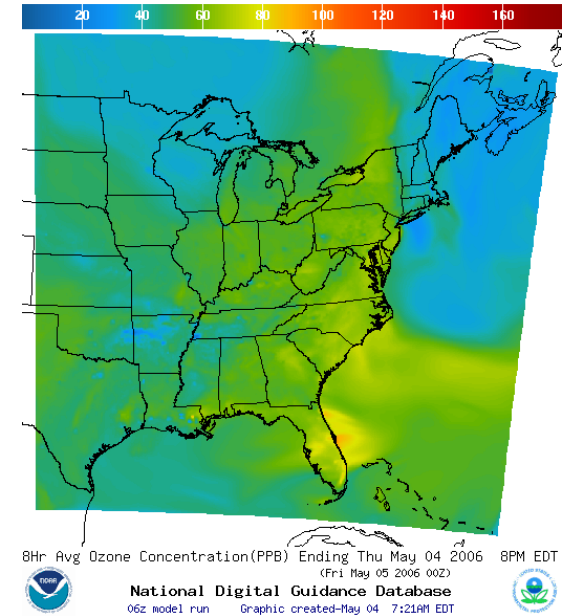 20 40 60 80 100 120 140 160
8Hr Avg Ozone Concentration(PPB) Ending Thu May 04 2006 8PM EDT
(Fri May 05 2006 00Z)
National Digital Guidance Database
06z model run Graphic created-May 04 7:21AM EDT
NOAA